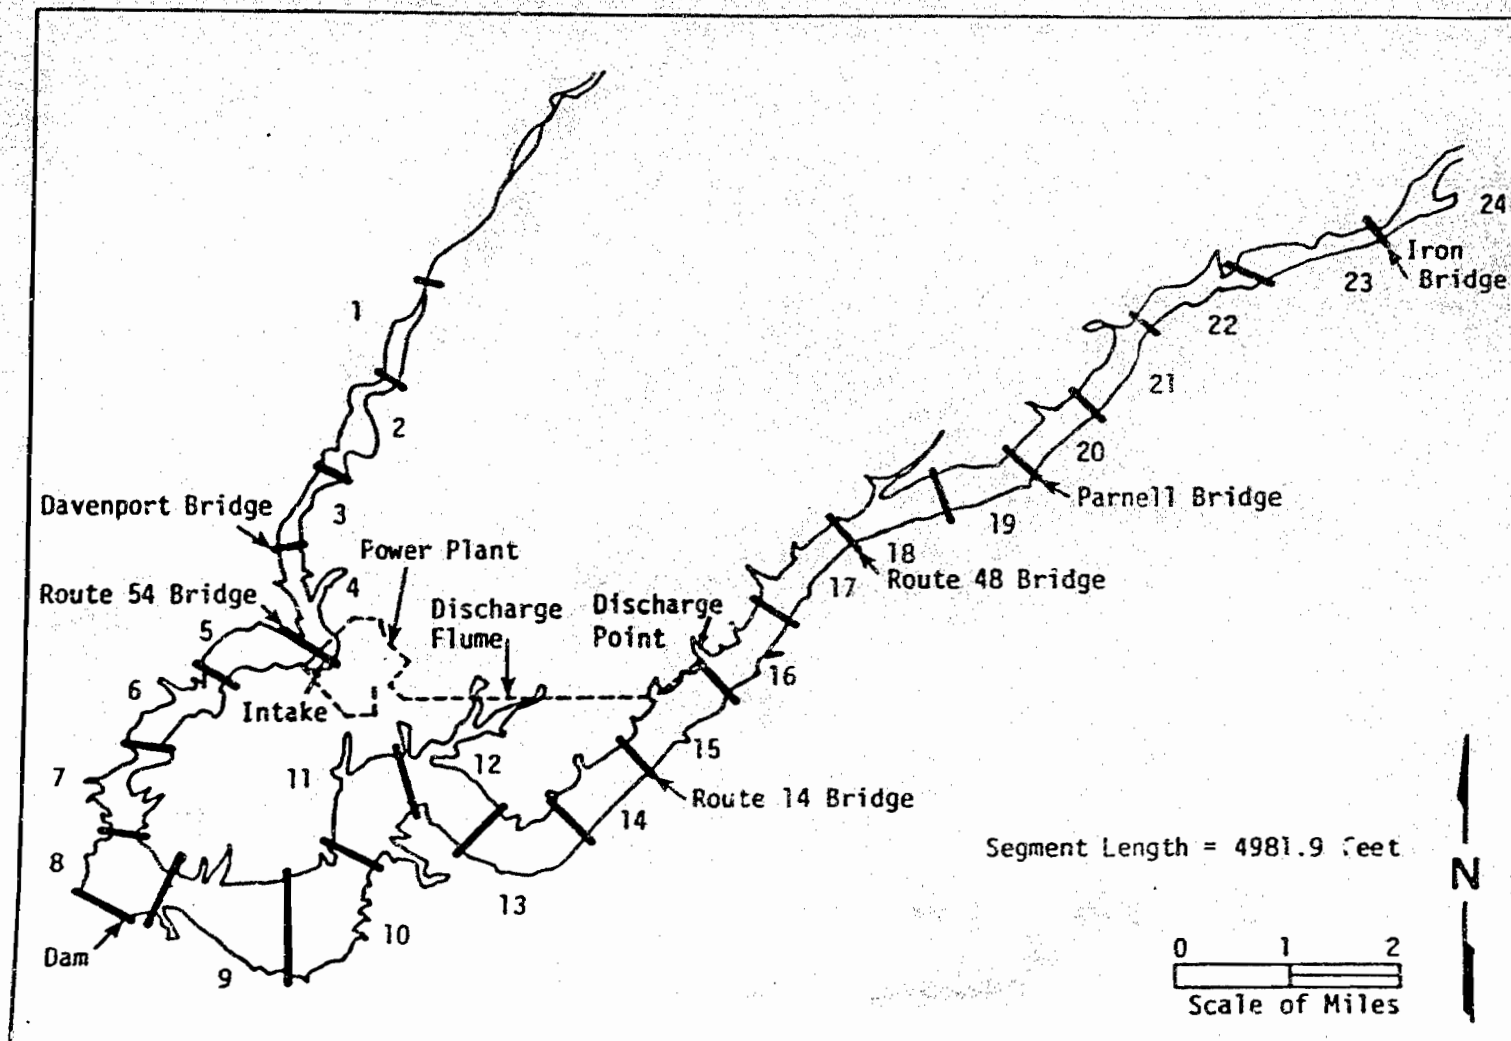 24
Iron
Bridge
23
1
22
21
2
20
Davenport Bridge
3
Parnell Bridge
19
Power Plant
18
Route 48 Bridge
17
4
Route 54 Bridge
Discharge
Flume
Discharge
Point
5
16
6
Intake
15
12
11
7
Route 14 Bridge
14
Segment Length = 4981.9 feet
8
N
13
10
Dam
9
0 1 2
Scale of Miles